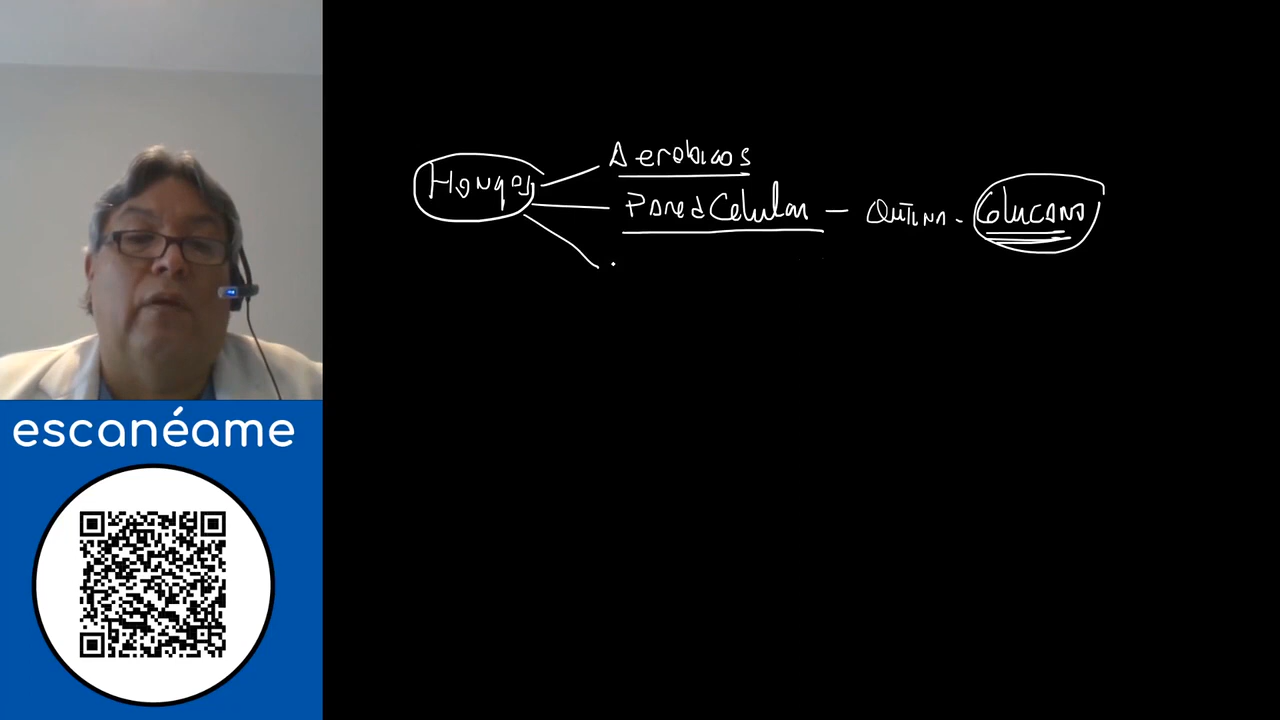 Hongos
Aerobicos
Pared Celular – Quitina - Glucano
escanéame